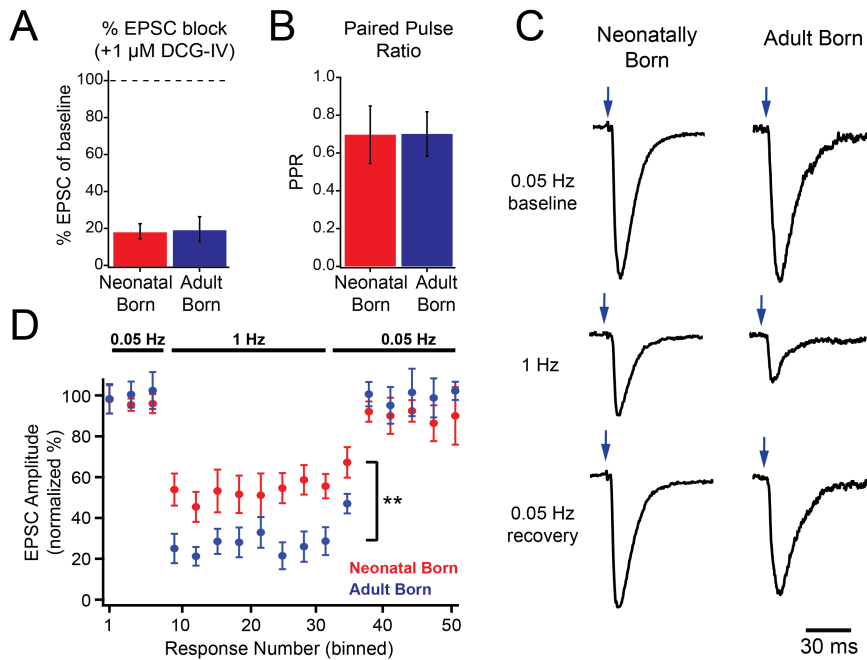 A
% EPSC block
(+1 µM DCG-IV)
% EPSC of baseline
100
80
60
40
20
0
Neonatal
Born
Adult
Born
B
Paired Pulse
Ratio
PPR
1.0
0.8
0.6
0.4
0.2
0.0
Neonatal
Born
Adult
Born
C
Neonatally
Born
Adult Born
0.05 Hz
baseline
1 Hz
0.05 Hz
recovery
30 ms
D
0.05 Hz
1 Hz
0.05 Hz
EPSC Amplitude
(normalized %)
100
80
60
40
20
0
**
Neonatal Born
Adult Born
1
10
20
30
40
50
Response Number (binned)